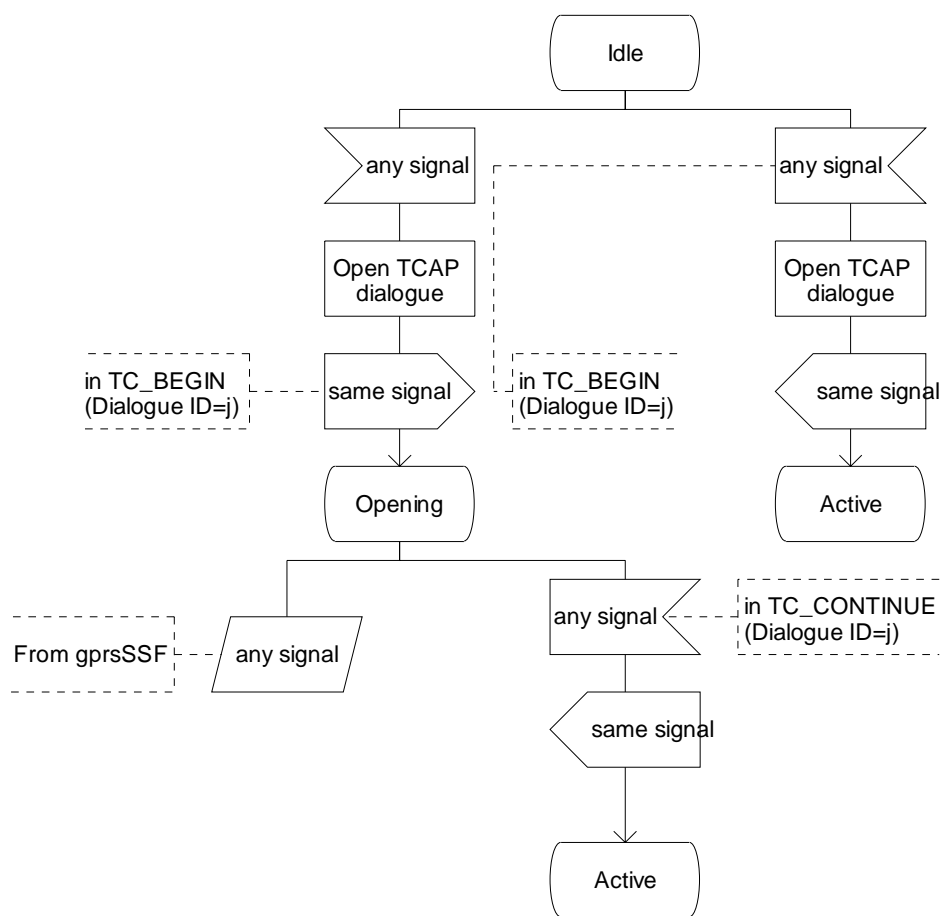 Idle
any signal
any signal
Open TCAP
dialogue
Open TCAP
dialogue
in TC_BEGIN
(Dialogue ID=j)
same signal
in TC_BEGIN
(Dialogue ID=j)
same signal
Opening
Active
any signal
in TC_CONTINUE
(Dialogue ID=j)
From gprsSSF
any signal
same signal
Active